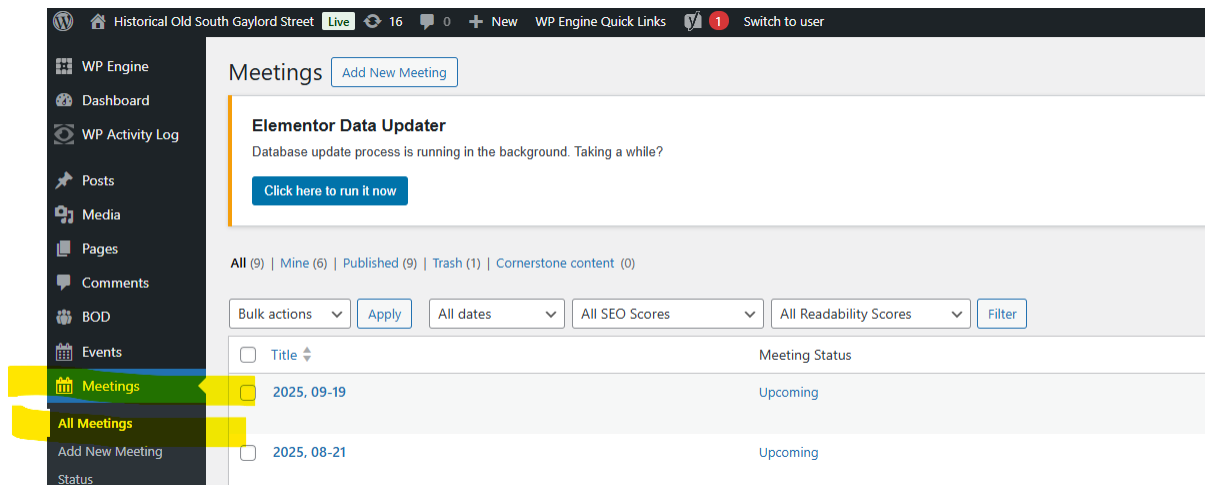 Historical Old South Gaylord Street Live 16 0 New WP Engine Quick Links 1 Switch to user
WP Engine
Dashboard
WP Activity Log
Posts
Media
Pages
Comments
BOD
Events
Meetings
All Meetings
Add New Meeting
Status
Meetings Add New Meeting
Elementor Data Updater
Database update process is running in the background. Taking a while?
Click here to run it now
All (9) | Mine (6) | Published (9) | Trash (1) | Cornerstone content (0)
Bulk actions Apply All dates All SEO Scores All Readability Scores Filter
Title Meeting Status
2025, 09-19 Upcoming
2025, 08-21 Upcoming